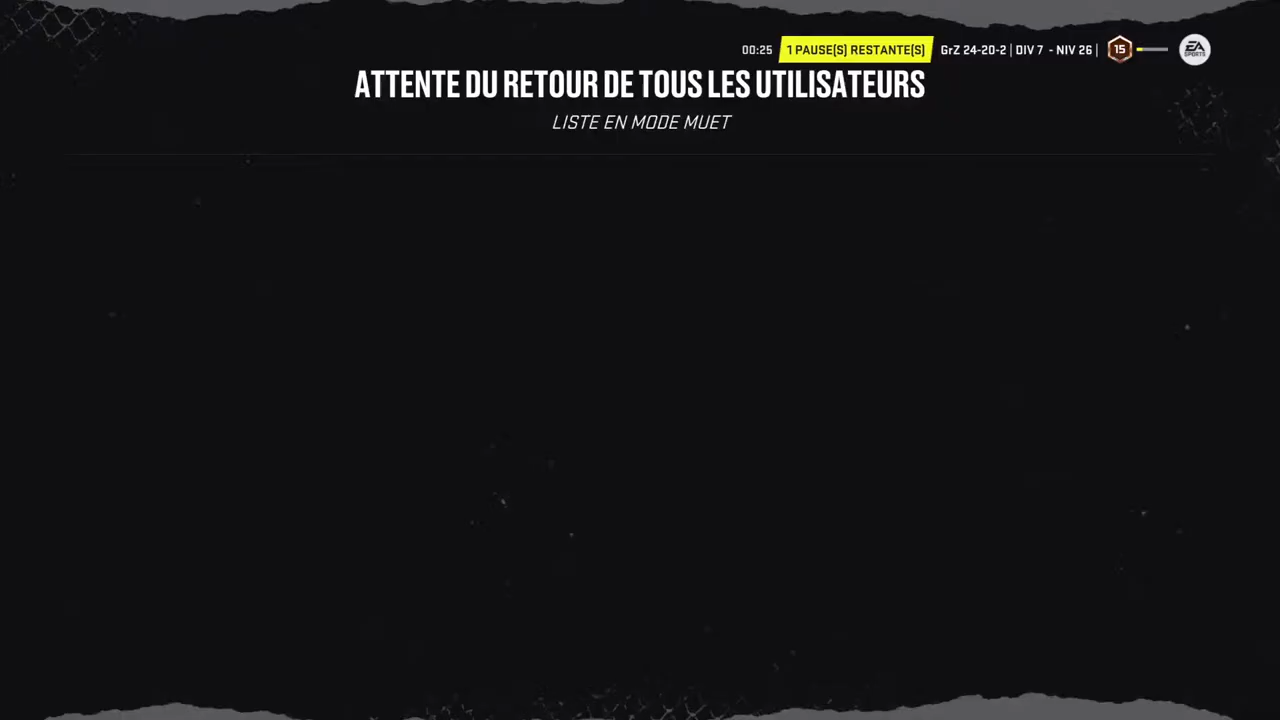 00:25 1 PAUSE(S) RESTANTE(S) GrZ 24-20-2 | DIV 7 - NIV 26 | 15 EA SPORTS
ATTENTE DU RETOUR DE TOUS LES UTILISATEURS
LISTE EN MODE MUET